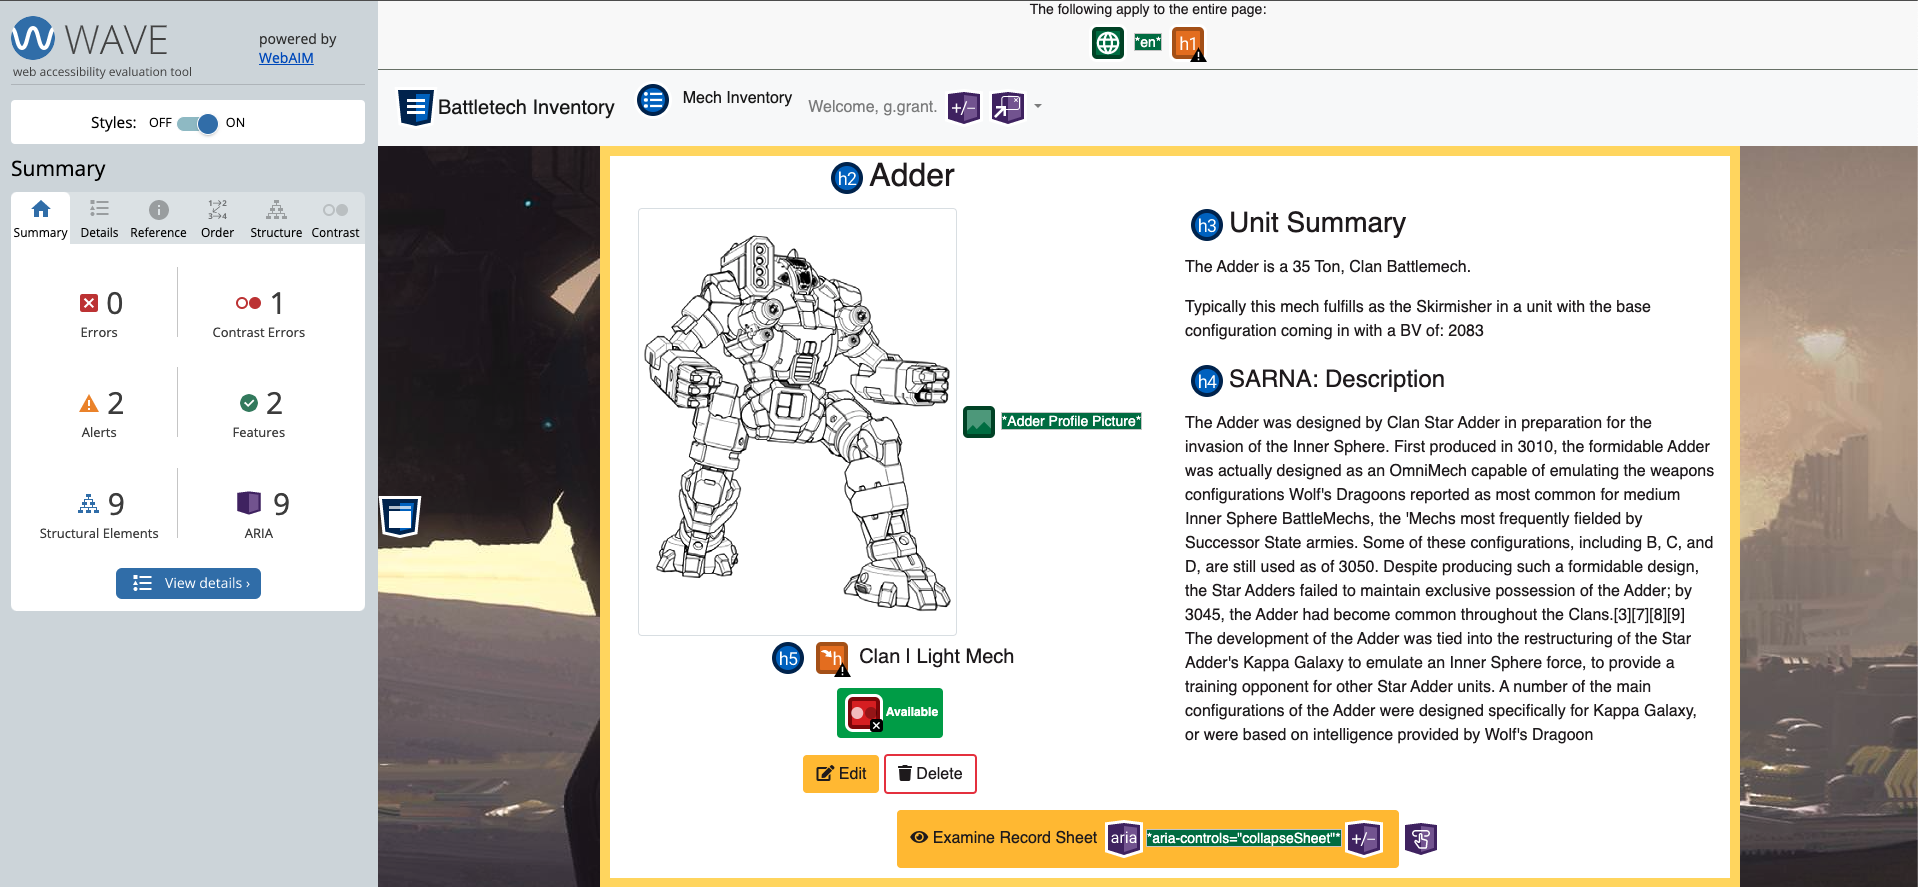 WAVE
web accessibility evaluation tool
powered by
WebAIM
Styles: OFF ON
Summary
Summary Details Reference Order Structure Contrast
0
Errors
1
Contrast Errors
2
Alerts
2
Features
9
Structural Elements
9
ARIA
View details ›
The following apply to the entire page:
*en* h1
Battletech Inventory
Mech Inventory
Welcome, g.grant.
+/-
h2 Adder
*Adder Profile Picture*
h5 h Clan | Light Mech
Available
Edit
Delete
h3 Unit Summary
The Adder is a 35 Ton, Clan Battlemech.
Typically this mech fulfills as the Skirmisher in a unit with the base
configuration coming in with a BV of: 2083
h4 SARNA: Description
The Adder was designed by Clan Star Adder in preparation for the
invasion of the Inner Sphere. First produced in 3010, the formidable Adder
was actually designed as an OmniMech capable of emulating the weapons
configurations Wolf's Dragoons reported as most common for medium
Inner Sphere BattleMechs, the 'Mechs most frequently fielded by
Successor State armies. Some of these configurations, including B, C, and
D, are still used as of 3050. Despite producing such a formidable design,
the Star Adders failed to maintain exclusive possession of the Adder; by
3045, the Adder had become common throughout the Clans.[3][7][8][9]
The development of the Adder was tied into the restructuring of the Star
Adder's Kappa Galaxy to emulate an Inner Sphere force, to provide a
training opponent for other Star Adder units. A number of the main
configurations of the Adder were designed specifically for Kappa Galaxy,
or were based on intelligence provided by Wolf's Dragoon
Examine Record Sheet aria *aria-controls="collapseSheet"* +/-